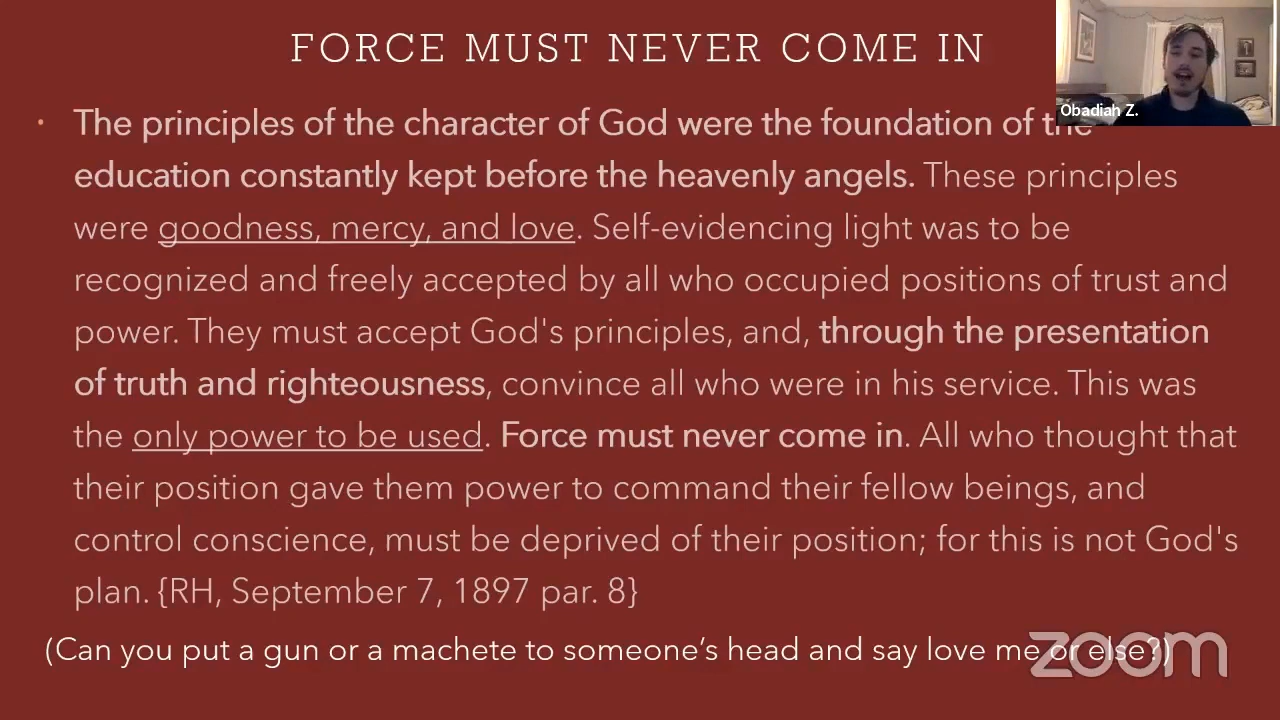 FORCE MUST NEVER COME IN
Obadiah Z.
• The principles of the character of God were the foundation of the
education constantly kept before the heavenly angels. These principles
were goodness, mercy, and love. Self-evidencing light was to be
recognized and freely accepted by all who occupied positions of trust and
power. They must accept God's principles, and, through the presentation
of truth and righteousness, convince all who were in his service. This was
the only power to be used. Force must never come in. All who thought that
their position gave them power to command their fellow beings, and
control conscience, must be deprived of their position; for this is not God's
plan. {RH, September 7, 1897 par. 8}
(Can you put a gun or a machete to someone’s head and say love me or else?)
zoom